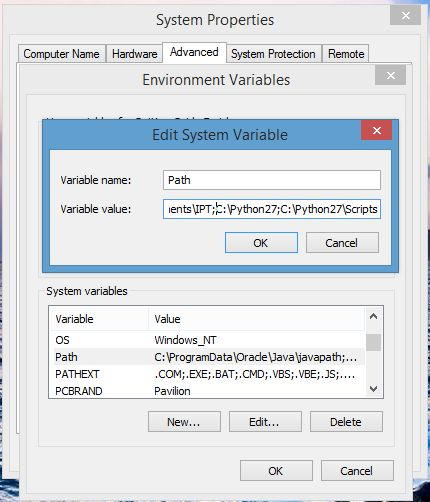 System Properties
Computer Name Hardware Advanced System Protection Remote
Environment Variables
Edit System Variable
Variable name: Path
Variable value: ents\IPT;C:\Python27;C:\Python27\Scripts
OK Cancel
System variables
Variable Value
OS Windows_NT
Path C:\ProgramData\Oracle\Java\javapath;...
PATHEXT .COM;.EXE;.BAT;.CMD;.VBS;.VBE;.JS;....
PCBRAND Pavilion
New... Edit... Delete
OK Cancel